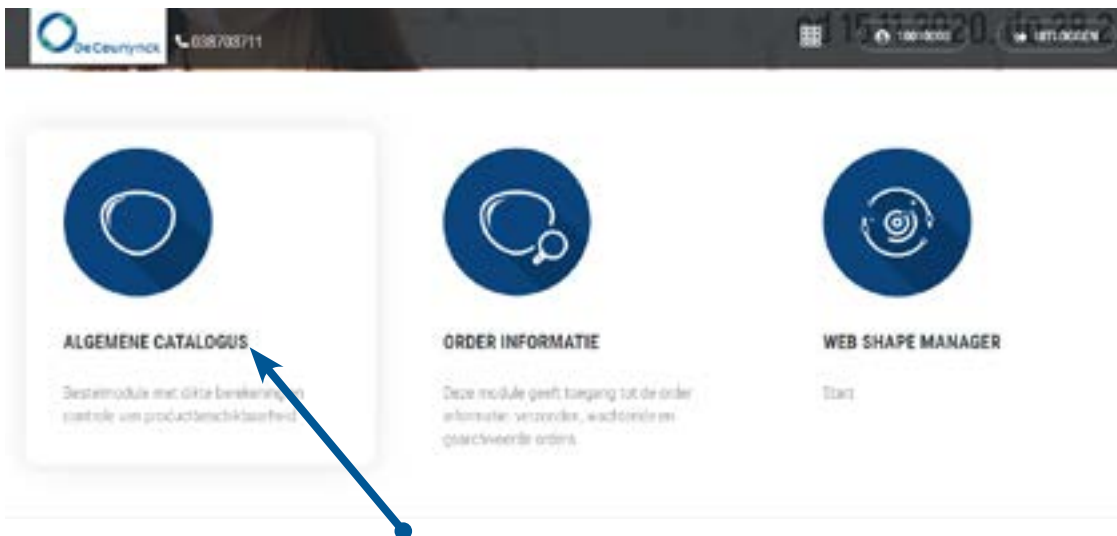 DeCeunynck
038708711
ALGEMENE CATALOGUS
Bestelmodule met dikte berekening en
controle van productbeschikbaarheid
ORDER INFORMATIE
Deze module geeft toegang tot de order
informatie: verzonden, wachtende en
gearchiveerde orders
WEB SHAPE MANAGER
Start